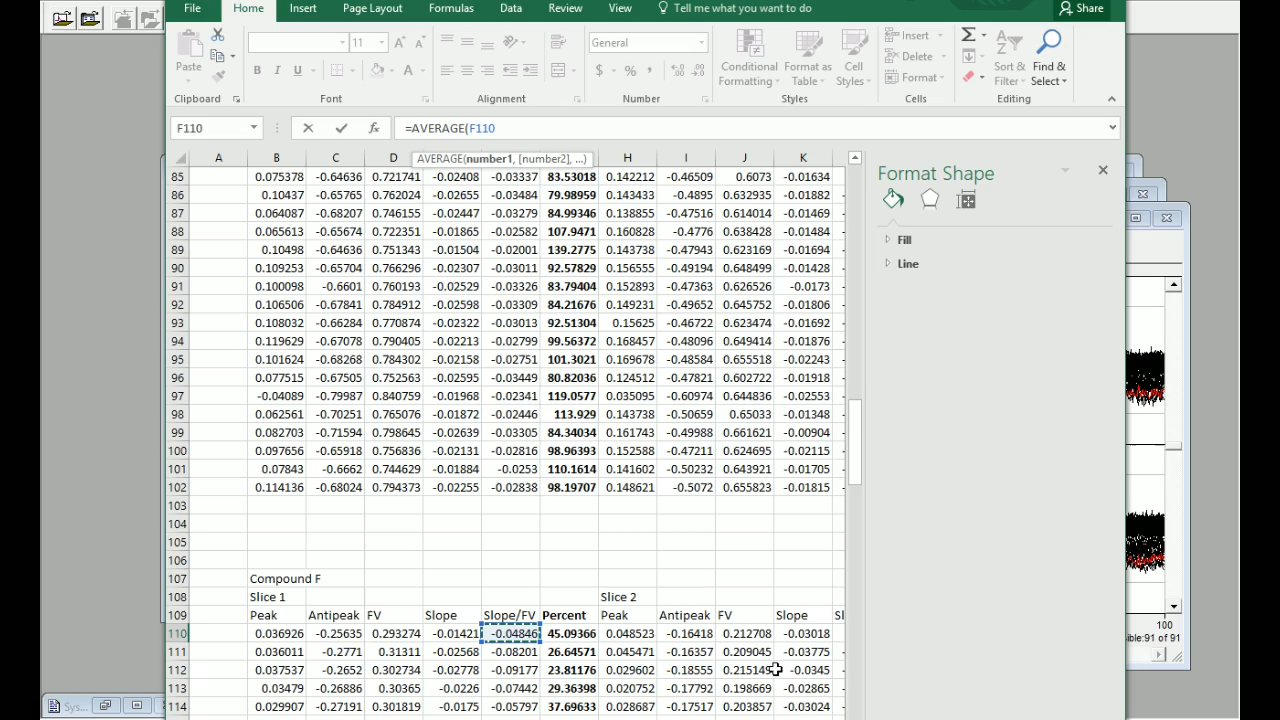 File Home Insert Page Layout Formulas Data Review View Tell me what you want to do Share
Paste 11 A A General Conditional Formatting Format as Table Cell Styles Insert Delete Format Sort & Filter Find & Select
B I U A $ % ,
Clipboard Font Alignment Number Styles Cells Editing
F110 fx =AVERAGE(F110
AVERAGE(number1, [number2], ...)
A B C D H I J K
85 0.075378 -0.64636 0.721741 -0.02408 -0.03337 83.53018 0.142212 -0.46509 0.6073 -0.01634
86 0.10437 -0.65765 0.762024 -0.02655 -0.03484 79.98959 0.143433 -0.4895 0.632935 -0.01882
87 0.064087 -0.68207 0.746155 -0.02447 -0.03279 84.99346 0.138855 -0.47516 0.614014 -0.01469
88 0.065613 -0.65674 0.722351 -0.01865 -0.02582 107.9471 0.160828 -0.4776 0.638428 -0.01484
89 0.10498 -0.64636 0.751343 -0.01504 -0.02001 139.2775 0.143738 -0.47943 0.623169 -0.01694
90 0.109253 -0.65704 0.766296 -0.02307 -0.03011 92.57829 0.156555 -0.49194 0.648499 -0.01428
91 0.100098 -0.6601 0.760193 -0.02529 -0.03326 83.79404 0.152893 -0.47363 0.626526 -0.0173
92 0.106506 -0.67841 0.784912 -0.02598 -0.03309 84.21676 0.149231 -0.49652 0.645752 -0.01806
93 0.108032 -0.66284 0.770874 -0.02322 -0.03013 92.51304 0.15625 -0.46722 0.623474 -0.01692
94 0.119629 -0.67078 0.790405 -0.02213 -0.02799 99.56372 0.168457 -0.48096 0.649414 -0.01876
95 0.101624 -0.68268 0.784302 -0.02158 -0.02751 101.3021 0.169678 -0.48584 0.655518 -0.02243
96 0.077515 -0.67505 0.752563 -0.02595 -0.03449 80.82036 0.124512 -0.47821 0.602722 -0.01918
97 -0.04089 -0.79987 0.840759 -0.01968 -0.02341 119.0577 0.035095 -0.60974 0.644836 -0.02553
98 0.062561 -0.70251 0.765076 -0.01872 -0.02446 113.929 0.143738 -0.50659 0.65033 -0.01348
99 0.082703 -0.71594 0.798645 -0.02639 -0.03305 84.34034 0.161743 -0.49988 0.661621 -0.00904
100 0.097656 -0.65918 0.756836 -0.02131 -0.02816 98.96393 0.152588 -0.47211 0.624695 -0.02115
101 0.07843 -0.6662 0.744629 -0.01884 -0.0253 110.1614 0.141602 -0.50232 0.643921 -0.01705
102 0.114136 -0.68024 0.794373 -0.02255 -0.02838 98.19707 0.148621 -0.5072 0.655823 -0.01815
103
104
105
106
107 Compound F
108 Slice 1 Slice 2
109 Peak Antipeak FV Slope Slope/FV Percent Peak Antipeak FV Slope Sl
110 0.036926 -0.25635 0.293274 -0.01421 -0.04846 45.09366 0.048523 -0.16418 0.212708 -0.03018
111 0.036011 -0.2771 0.31311 -0.02568 -0.08201 26.64571 0.045471 -0.16357 0.209045 -0.03775
112 0.037537 -0.2652 0.302734 -0.02778 -0.09177 23.81176 0.029602 -0.18555 0.215149 -0.0345
113 0.03479 -0.26886 0.30365 -0.0226 -0.07442 29.36398 0.020752 -0.17792 0.198669 -0.02865
114 0.029907 -0.27191 0.301819 -0.0175 -0.05797 37.69633 0.028687 -0.17517 0.203857 -0.03024
Format Shape
Fill
Line
100
ible:91 of 91
Sys...